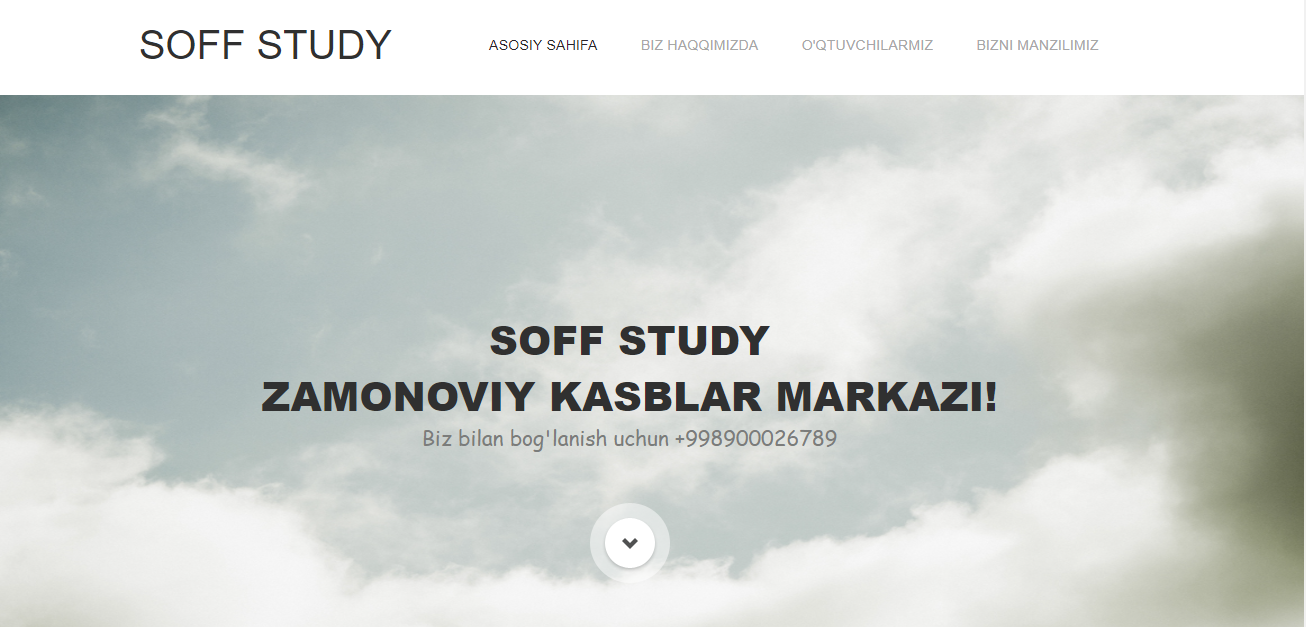 SOFF STUDY
ASOSIY SAHIFA BIZ HAQQIMIZDA O'QTUVCHILARMIZ BIZNI MANZILIMIZ
SOFF STUDY
ZAMONOVIY KASBLAR MARKAZI!
Biz bilan bog'lanish uchun +998900026789